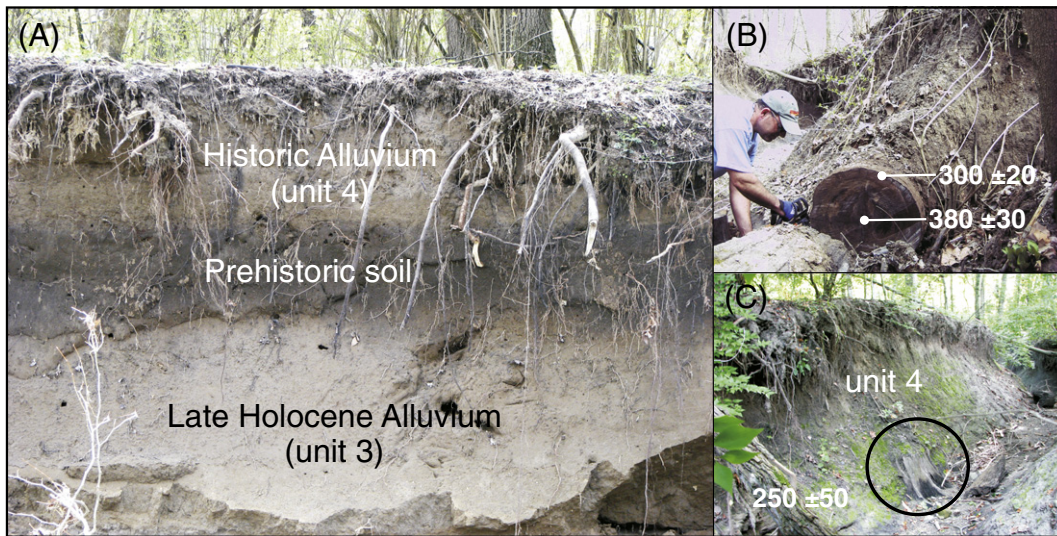 (A)
Historic Alluvium
(unit 4)
Prehistoric soil
Late Holocene Alluvium
(unit 3)
(B)
300 ±20
380 ±30
(C)
unit 4
250 ±50